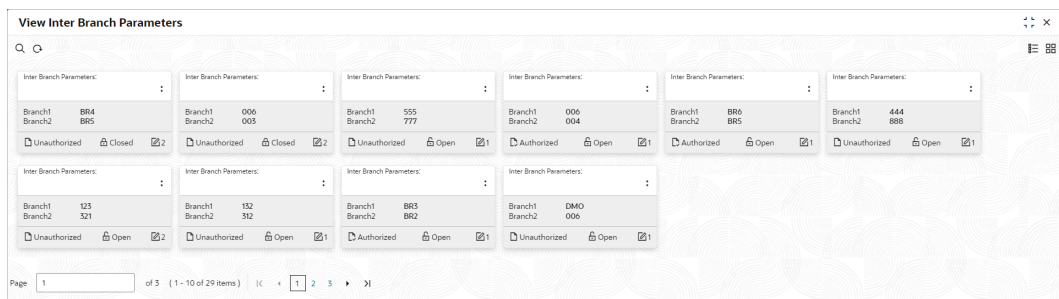 View Inter Branch Parameters
Inter Branch Parameters:
Branch1 BR4
Branch2 BR5
Unauthorized Closed 2
Inter Branch Parameters:
Branch1 006
Branch2 003
Unauthorized Closed 2
Inter Branch Parameters:
Branch1 555
Branch2 777
Unauthorized Open 1
Inter Branch Parameters:
Branch1 006
Branch2 004
Authorized Open 1
Inter Branch Parameters:
Branch1 BR6
Branch2 BR5
Authorized Open 1
Inter Branch Parameters:
Branch1 444
Branch2 888
Unauthorized Open 1
Inter Branch Parameters:
Branch1 123
Branch2 321
Unauthorized Open 2
Inter Branch Parameters:
Branch1 132
Branch2 312
Unauthorized Open 1
Inter Branch Parameters:
Branch1 BR3
Branch2 BR2
Authorized Open 1
Inter Branch Parameters:
Branch1 DMO
Branch2 006
Unauthorized Open 1
Page 1 of 3 (1 - 10 of 29 items) 1 2 3